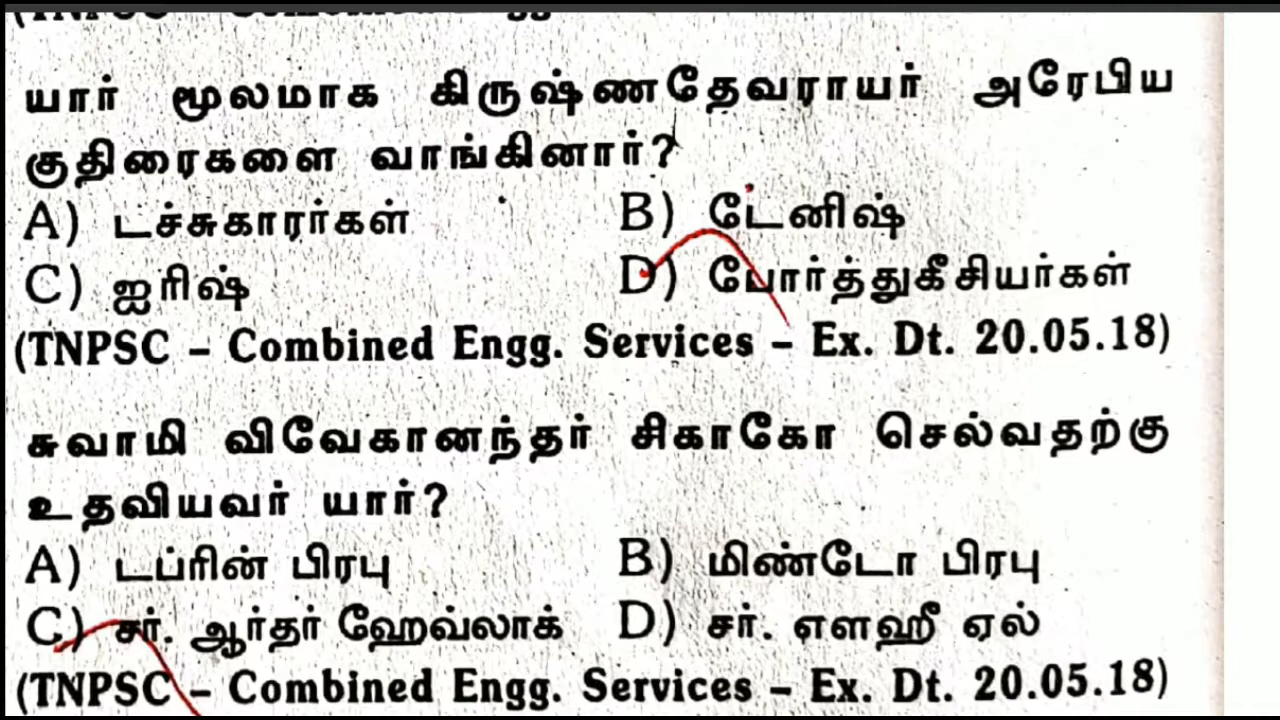 யார் மூலமாக கிருஷ்ணதேவராயர் அரேபிய
குதிரைகளை வாங்கினார்?
A) டச்சுகாரர்கள் B) டேனிஷ்
C) ஐரிஷ் D) போர்த்துகீசியர்கள்
(TNPSC – Combined Engg. Services – Ex. Dt. 20.05.18)
சுவாமி விவேகானந்தர் சிகாகோ செல்வதற்கு
உதவியவர் யார்?
A) டப்ரின் பிரபு B) மிண்டோ பிரபு
C) சர். ஆர்தர் ஹேவ்லாக் D) சர். எளஹீ ஏல்
(TNPSC – Combined Engg. Services – Ex. Dt. 20.05.18)